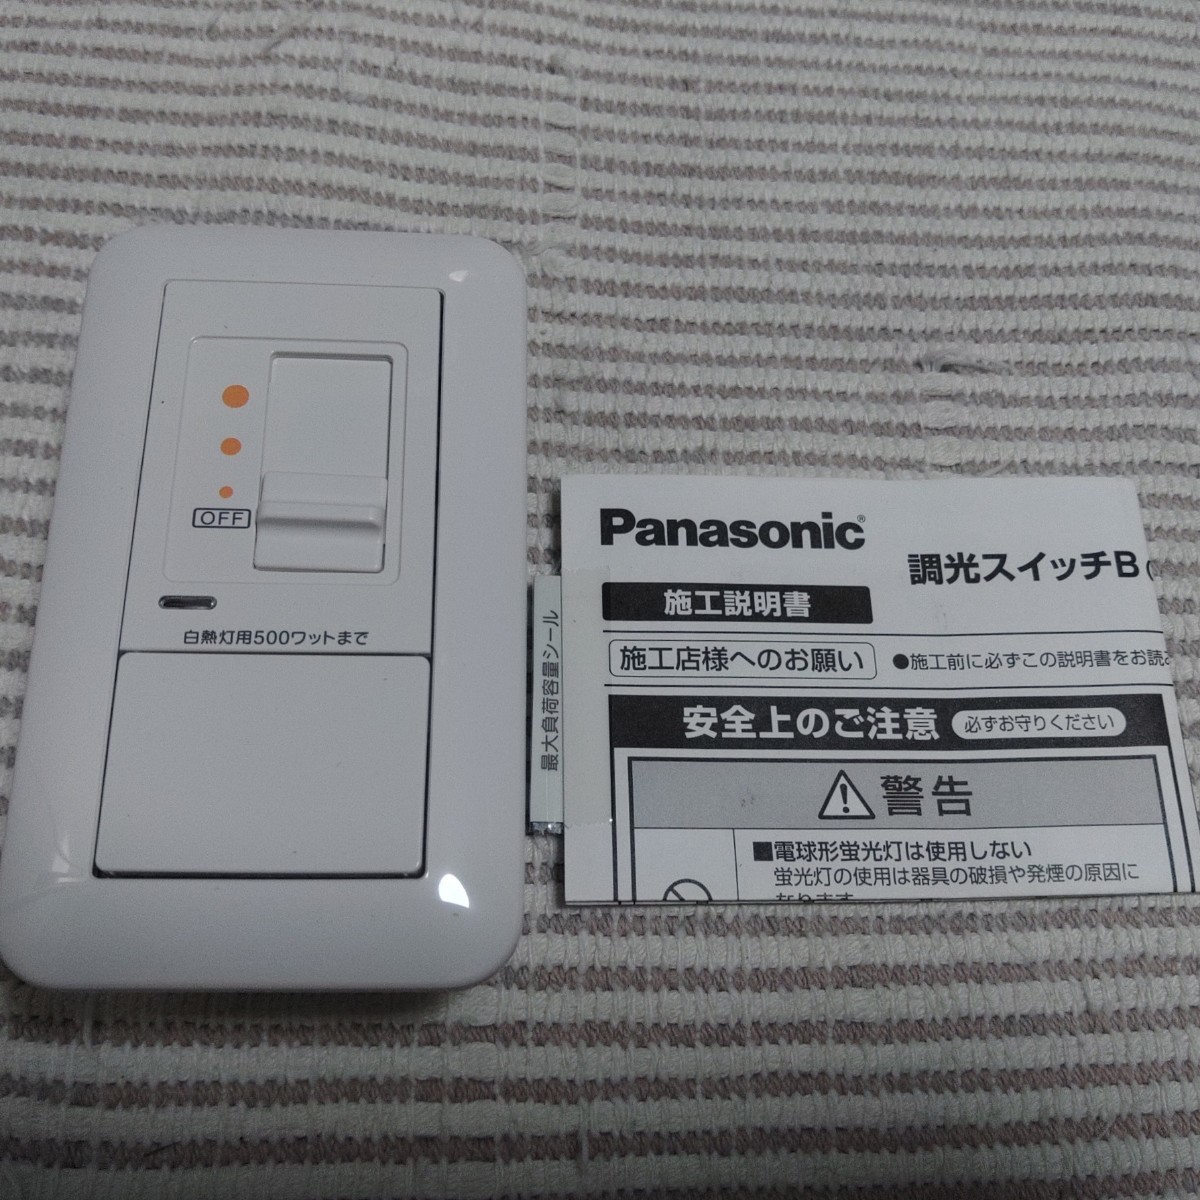 OFF
白熱灯用500ワットまで
最大負荷容量シール
Panasonic®
調光スイッチB(
施工説明書
施工店様へのお願い
●施工前に必ずこの説明書をお読み
安全上のご注意 必ずお守りください
警告
■電球形蛍光灯は使用しない
蛍光灯の使用は器具の破損や発煙の原因に
なります